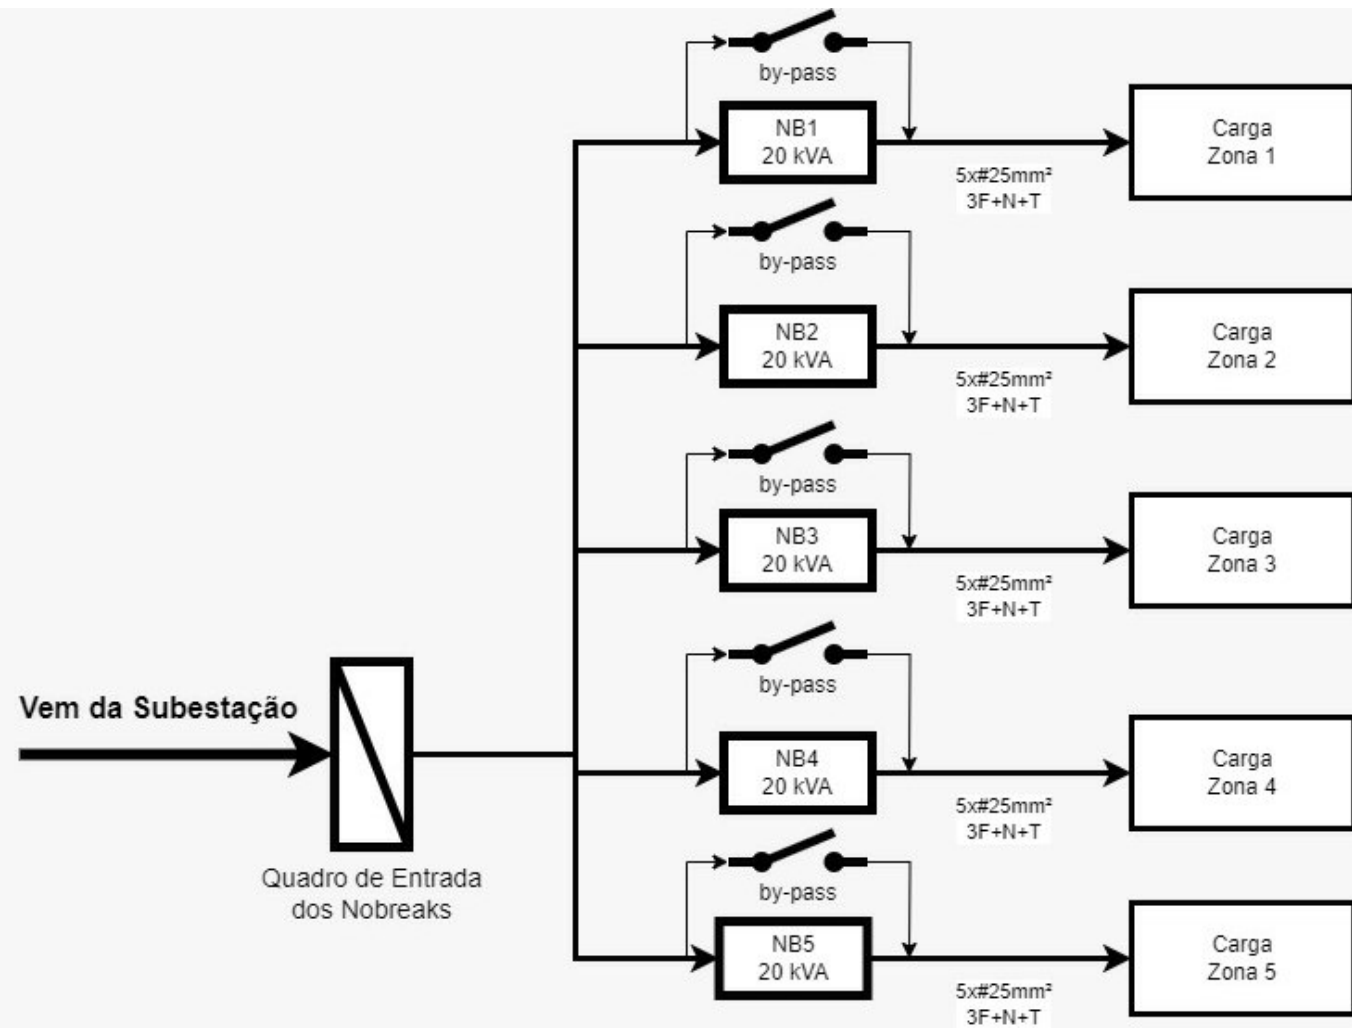 by-pass
NB1
20 kVA
5x#25mm²
3F+N+T
Carga
Zona 1
by-pass
NB2
20 kVA
5x#25mm²
3F+N+T
Carga
Zona 2
by-pass
NB3
20 kVA
5x#25mm²
3F+N+T
Carga
Zona 3
Vem da Subestação
Quadro de Entrada
dos Nobreaks
by-pass
NB4
20 kVA
5x#25mm²
3F+N+T
Carga
Zona 4
by-pass
NB5
20 kVA
5x#25mm²
3F+N+T
Carga
Zona 5